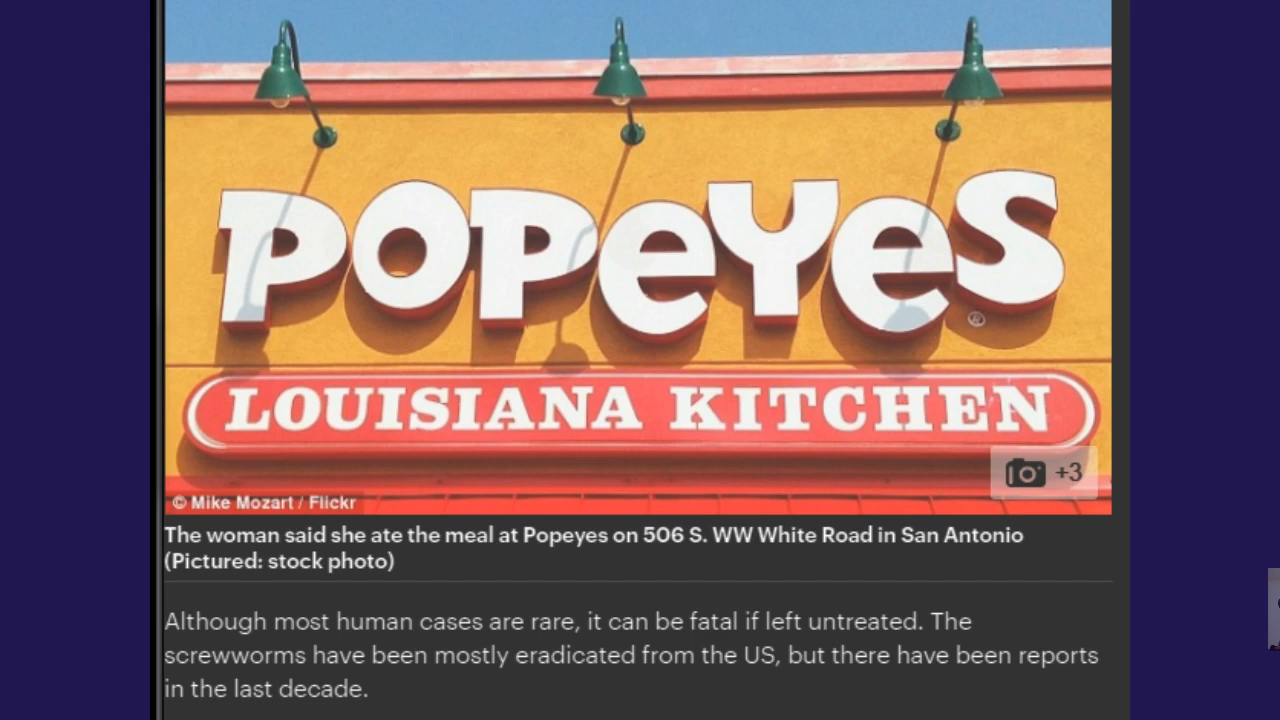 POPEYES
®
LOUISIANA KITCHEN
+3
© Mike Mozart / Flickr
The woman said she ate the meal at Popeyes on 506 S. WW White Road in San Antonio
(Pictured: stock photo)
Although most human cases are rare, it can be fatal if left untreated. The
screwworms have been mostly eradicated from the US, but there have been reports
in the last decade.